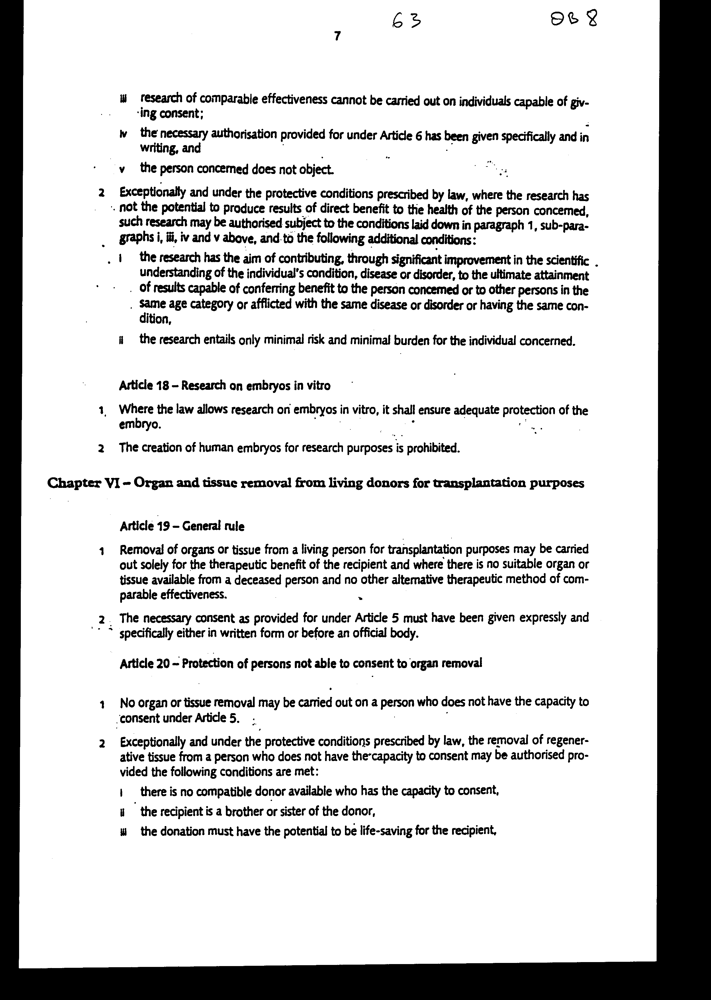 63
OB 8
7
iii research of comparable effectiveness cannot be carried out on individuals capable of giv-
ing consent;
iv the necessary authorisation provided for under Article 6 has been given specifically and in
writing, and
v the person concerned does not object.
2 Exceptionally and under the protective conditions prescribed by law, where the research has
not the potential to produce results of direct benefit to the health of the person concerned,
such research may be authorised subject to the conditions laid down in paragraph 1, sub-para-
graphs i, iii, iv and v above, and to the following additional conditions:
i the research has the aim of contributing, through significant improvement in the scientific
understanding of the individual's condition, disease or disorder, to the ultimate attainment
of results capable of conferring benefit to the person concerned or to other persons in the
same age category or afflicted with the same disease or disorder or having the same con-
dition,
ii the research entails only minimal risk and minimal burden for the individual concerned.
Article 18 – Research on embryos in vitro
1 Where the law allows research on embryos in vitro, it shall ensure adequate protection of the
embryo.
2 The creation of human embryos for research purposes is prohibited.
Chapter VI – Organ and tissue removal from living donors for transplantation purposes
Article 19 – General rule
1 Removal of organs or tissue from a living person for transplantation purposes may be carried
out solely for the therapeutic benefit of the recipient and where there is no suitable organ or
tissue available from a deceased person and no other alternative therapeutic method of com-
parable effectiveness.
2 The necessary consent as provided for under Article 5 must have been given expressly and
specifically either in written form or before an official body.
Article 20 – Protection of persons not able to consent to organ removal
1 No organ or tissue removal may be carried out on a person who does not have the capacity to
consent under Article 5.
2 Exceptionally and under the protective conditions prescribed by law, the removal of regener-
ative tissue from a person who does not have the capacity to consent may be authorised pro-
vided the following conditions are met:
i there is no compatible donor available who has the capacity to consent,
ii the recipient is a brother or sister of the donor,
iii the donation must have the potential to be life-saving for the recipient,